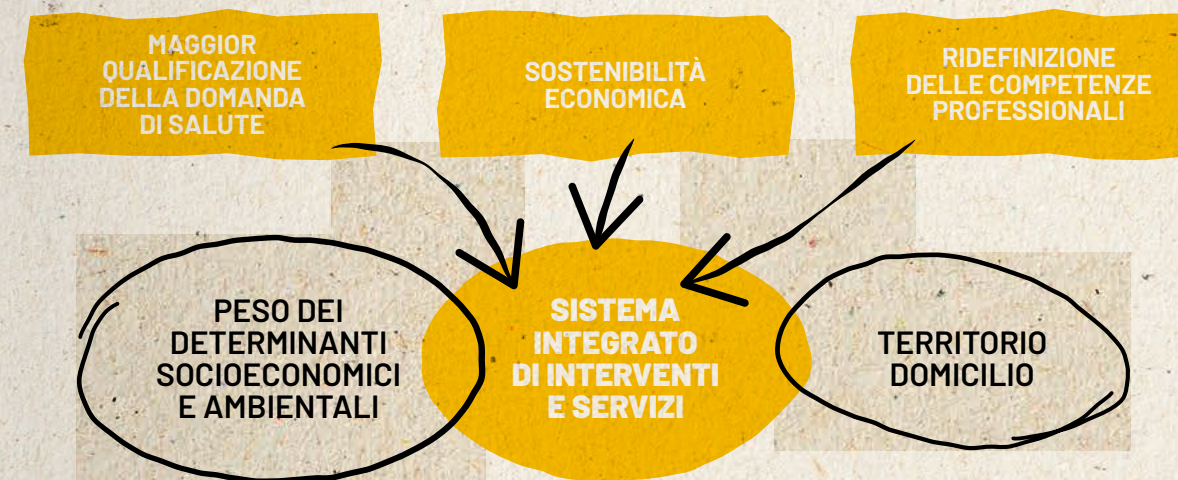 MAGGIOR
QUALIFICAZIONE
DELLA DOMANDA
DI SALUTE
SOSTENIBILITÀ
ECONOMICA
RIDEFINIZIONE
DELLE COMPETENZE
PROFESSIONALI
PESO DEI
DETERMINANTI
SOCIOECONOMICI
E AMBIENTALI
SISTEMA
INTEGRATO
DI INTERVENTI
E SERVIZI
TERRITORIO
DOMICILIO